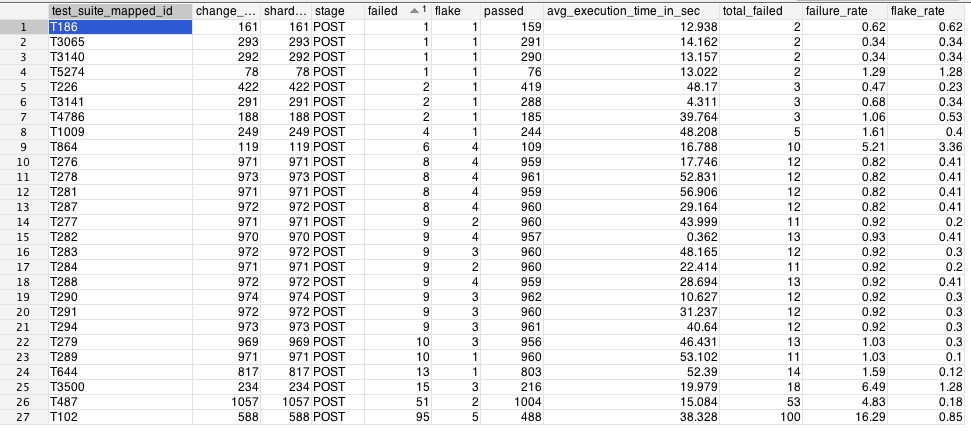 test_suite_mapped_id change_... shard... stage failed 1 flake passed avg_execution_time_in_sec total_failed failure_rate flake_rate
1 T186 161 161 POST 1 1 159 12.938 2 0.62 0.62
2 T3065 293 293 POST 1 1 291 14.162 2 0.34 0.34
3 T3140 292 292 POST 1 1 290 13.157 2 0.34 0.34
4 T5274 78 78 POST 1 1 76 13.022 2 1.29 1.28
5 T226 422 422 POST 2 1 419 48.17 3 0.47 0.23
6 T3141 291 291 POST 2 1 288 4.311 3 0.68 0.34
7 T4786 188 188 POST 2 1 185 39.764 3 1.06 0.53
8 T1009 249 249 POST 4 1 244 48.208 5 1.61 0.4
9 T864 119 119 POST 6 4 109 16.788 10 5.21 3.36
10 T276 971 971 POST 8 4 959 17.746 12 0.82 0.41
11 T278 973 973 POST 8 4 961 52.831 12 0.82 0.41
12 T281 971 971 POST 8 4 959 56.906 12 0.82 0.41
13 T287 972 972 POST 8 4 960 29.164 12 0.82 0.41
14 T277 971 971 POST 9 2 960 43.999 11 0.92 0.2
15 T282 970 970 POST 9 4 957 0.362 13 0.93 0.41
16 T283 972 972 POST 9 3 960 48.165 12 0.92 0.3
17 T284 971 971 POST 9 2 960 22.414 11 0.92 0.2
18 T288 972 972 POST 9 4 959 28.694 13 0.92 0.41
19 T290 974 974 POST 9 3 962 10.627 12 0.92 0.3
20 T291 972 972 POST 9 3 960 31.237 12 0.92 0.3
21 T294 973 973 POST 9 3 961 40.64 12 0.92 0.3
22 T279 969 969 POST 10 3 956 46.431 13 1.03 0.3
23 T289 971 971 POST 10 1 960 53.102 11 1.03 0.1
24 T644 817 817 POST 13 1 803 52.39 14 1.59 0.12
25 T3500 234 234 POST 15 3 216 19.979 18 6.49 1.28
26 T487 1057 1057 POST 51 2 1004 15.084 53 4.83 0.18
27 T102 588 588 POST 95 5 488 38.328 100 16.29 0.85